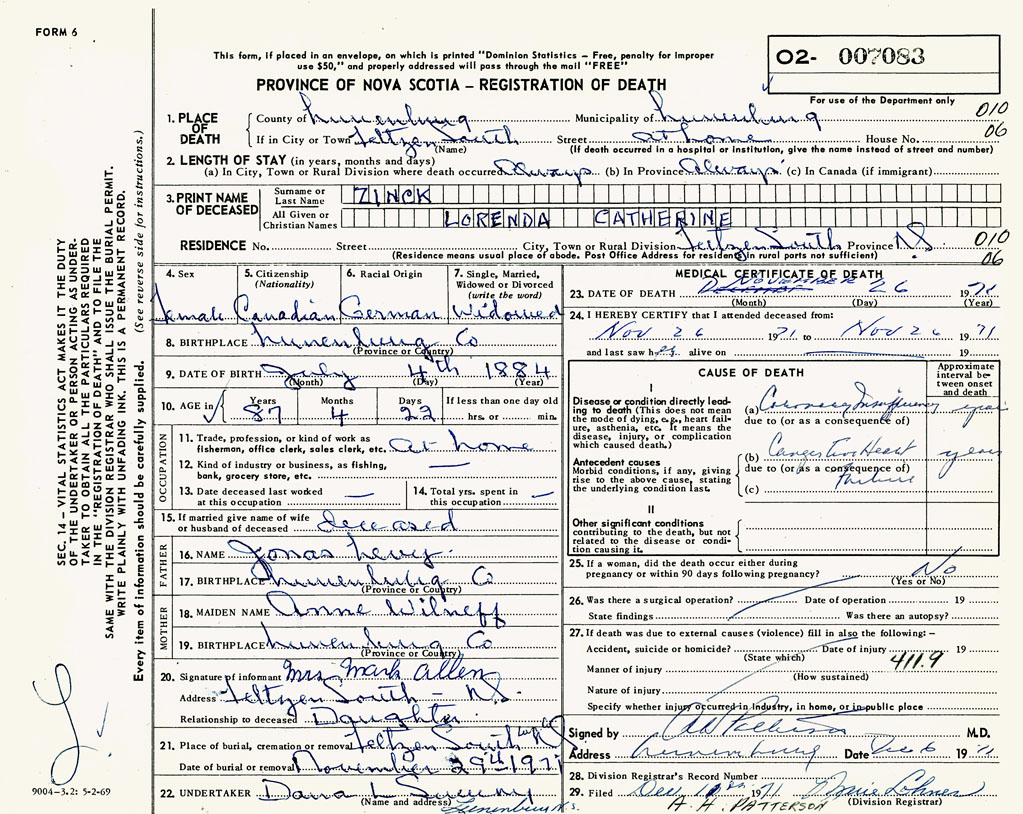 FORM 6
This form, if placed in an envelope, on which is printed "Dominion Statistics – Free, penalty for improper
use $50," and properly addressed will pass through the mail "FREE"
O2- 007083
PROVINCE OF NOVA SCOTIA – REGISTRATION OF DEATH
For use of the Department only
1. PLACE OF DEATH
County of Lunenburg Municipality of Lunenburg 010
If in City or Town Feltzen South Street at home House No. 06
(Name) (If death occurred in a hospital or institution, give the name instead of street and number)
2. LENGTH OF STAY (in years, months and days)
(a) In City, Town or Rural Division where death occurred Always (b) In Province Always (c) In Canada (if immigrant)
3. PRINT NAME OF DECEASED
Surname or Last Name ZINCK
All Given or Christian Names LORENDA CATHERINE
RESIDENCE No. Street City, Town or Rural Division Feltzen South Province N.S. 010
(Residence means usual place of abode. Post Office Address for residents in rural parts not sufficient) 06
4. Sex
5. Citizenship (Nationality)
6. Racial Origin
7. Single, Married, Widowed or Divorced (write the word)
Female Canadian German Widowed
8. BIRTHPLACE Lunenburg Co
(Province or Country)
9. DATE OF BIRTH July 4th 1884
(Month) (Day) (Year)
10. AGE in Years Months Days If less than one day old
87 4 22 hrs. or min.
OCCUPATION
11. Trade, profession, or kind of work as
fisherman, office clerk, sales clerk, etc. at home
12. Kind of industry or business, as fishing,
bank, grocery store, etc. —
13. Date deceased last worked
at this occupation —
14. Total yrs. spent in
this occupation —
15. If married give name of wife
or husband of deceased deceased
FATHER
16. NAME Jonas Levy
17. BIRTHPLACE Lunenburg Co
(Province or Country)
MOTHER
18. MAIDEN NAME Anne Wilneff
19. BIRTHPLACE Lunenburg Co
(Province or Country)
20. Signature of informant Mrs Mark Allen
Address Feltzen South – N.S.
Relationship to deceased Daughter
21. Place of burial, cremation or removal Feltzen South
Date of burial or removal November 29th 1971
22. UNDERTAKER Dana L Sweeny
(Name and address) Lunenburg N.S.
MEDICAL CERTIFICATE OF DEATH
23. DATE OF DEATH NOVEMBER 26 1971
(Month) (Day) (Year)
24. I HEREBY CERTIFY that I attended deceased from:
Nov 26 1971 to Nov 26 1971
and last saw her alive on 19
CAUSE OF DEATH
Approximate interval between onset and death
I
Disease or condition directly leading to death (This does not mean
the mode of dying, e.g., heart failure, asthenia, etc. It means the
disease, injury, or complication
which caused death.)
(a) Coronary Insufficiency years
due to (or as a consequence of)
Antecedent causes
Morbid conditions, if any, giving
rise to the above cause, stating
the underlying condition last.
(b) Congestive Heart years
due to (or as a consequence of)
Failure
(c)
II
Other significant conditions
contributing to the death, but not
related to the disease or condition causing it.
25. If a woman, did the death occur either during
pregnancy or within 90 days following pregnancy? No
(Yes or No)
26. Was there a surgical operation? Date of operation 19
State findings Was there an autopsy?
27. If death was due to external causes (violence) fill in also the following: –
Accident, suicide or homicide? Date of injury 19
(State which) 411.9
Manner of injury (How sustained)
Nature of injury
Specify whether injury occurred in industry, in home, or in public place
Signed by M.D.
Address Lunenburg Date Dec 6 1971
28. Division Registrar's Record Number
29. Filed Dec 1971
A. H. PATTERSON (Division Registrar)
SEC. 14 – VITAL STATISTICS ACT MAKES IT THE DUTY
OF THE UNDERTAKER OR PERSON ACTING AS UNDERTAKER TO OBTAIN ALL THE PARTICULARS REQUIRED
IN THE "REGISTRATION OF DEATH" AND TO FILE THE
SAME WITH THE DIVISION REGISTRAR WHO SHALL ISSUE THE BURIAL PERMIT.
WRITE PLAINLY WITH UNFADING INK. THIS IS A PERMANENT RECORD.
Every item of information should be carefully supplied. (See reverse side for instructions.)
9004-3.2: 5-2-69